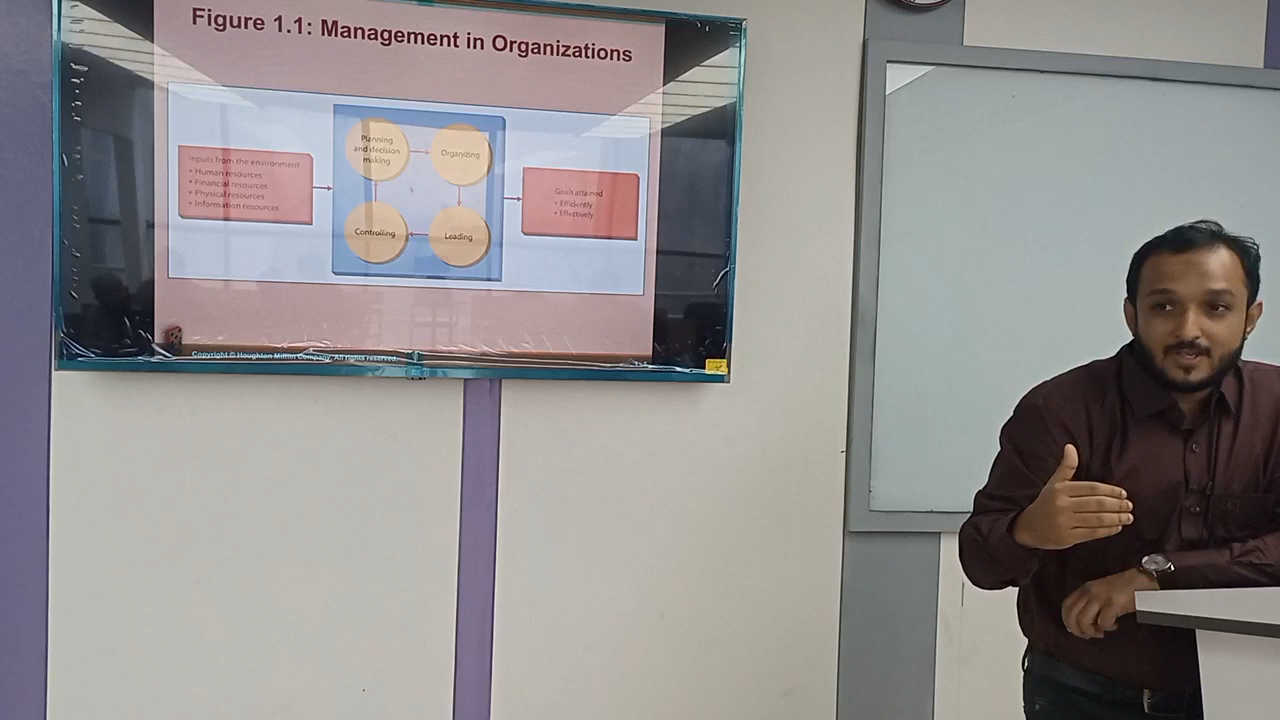 Figure 1.1: Management in Organizations
Inputs from the environment
• Human resources
• Financial resources
• Physical resources
• Information resources
Planning
and decision
making
Organizing
Controlling
Leading
Goals attained
• Efficiently
• Effectively
Copyright © Houghton Mifflin Company. All rights reserved.